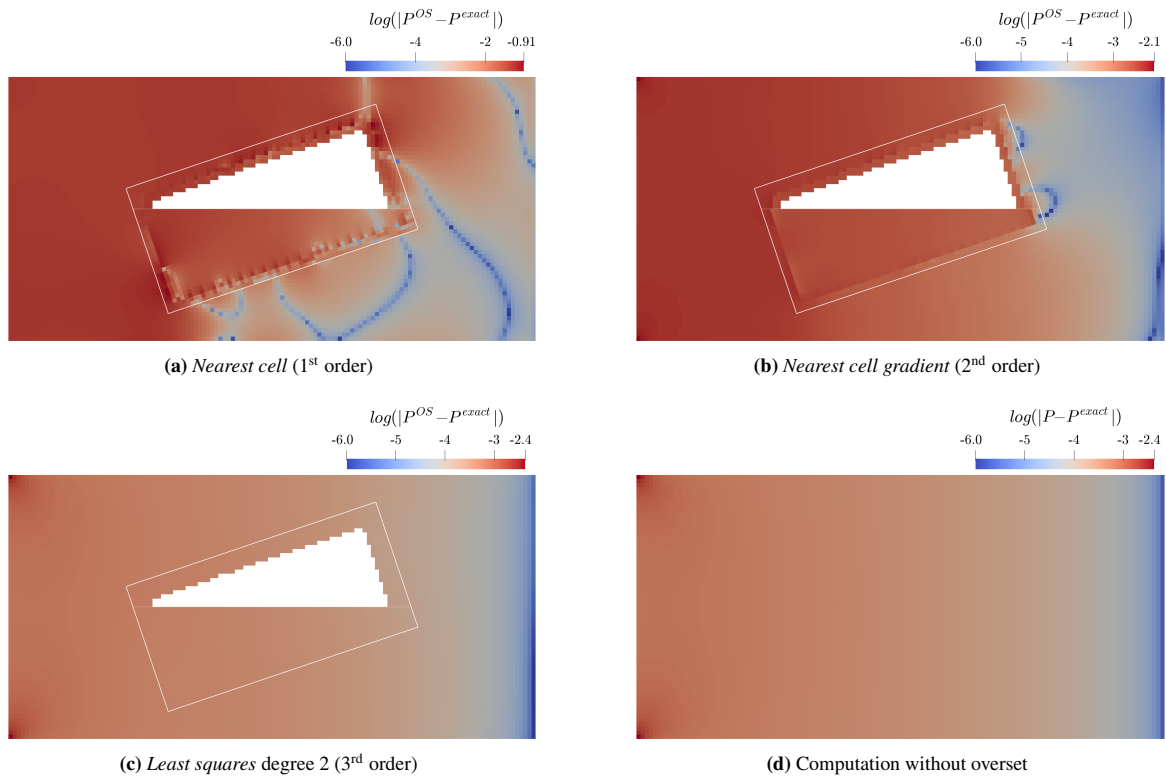 log(|P^OS−P^exact|)
-6.0 -4 -2 -0.91
(a) Nearest cell (1st order)
log(|P^OS−P^exact|)
-6.0 -5 -4 -3 -2.1
(b) Nearest cell gradient (2nd order)
log(|P^OS−P^exact|)
-6.0 -5 -4 -3 -2.4
(c) Least squares degree 2 (3rd order)
log(|P−P^exact|)
-6.0 -5 -4 -3 -2.4
(d) Computation without overset